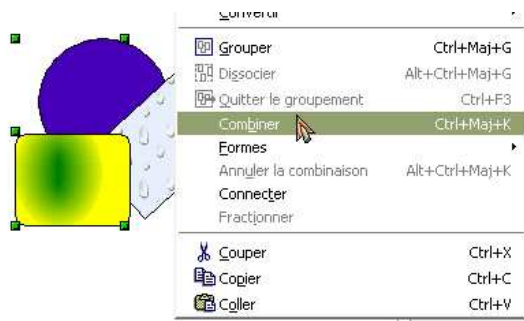 Convertir
Grouper Ctrl+Maj+G
Dissocier Alt+Ctrl+Maj+G
Quitter le groupement Ctrl+F3
Combiner Ctrl+Maj+K
Formes
Annuler la combinaison Alt+Ctrl+Maj+K
Connecter
Fractionner
Couper Ctrl+X
Copier Ctrl+C
Coller Ctrl+V